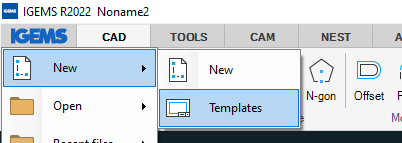 IGEMS R2022 Noname2
IGEMS CAD TOOLS CAM NEST
New New
N-gon Offset
Open Templates
Recent files